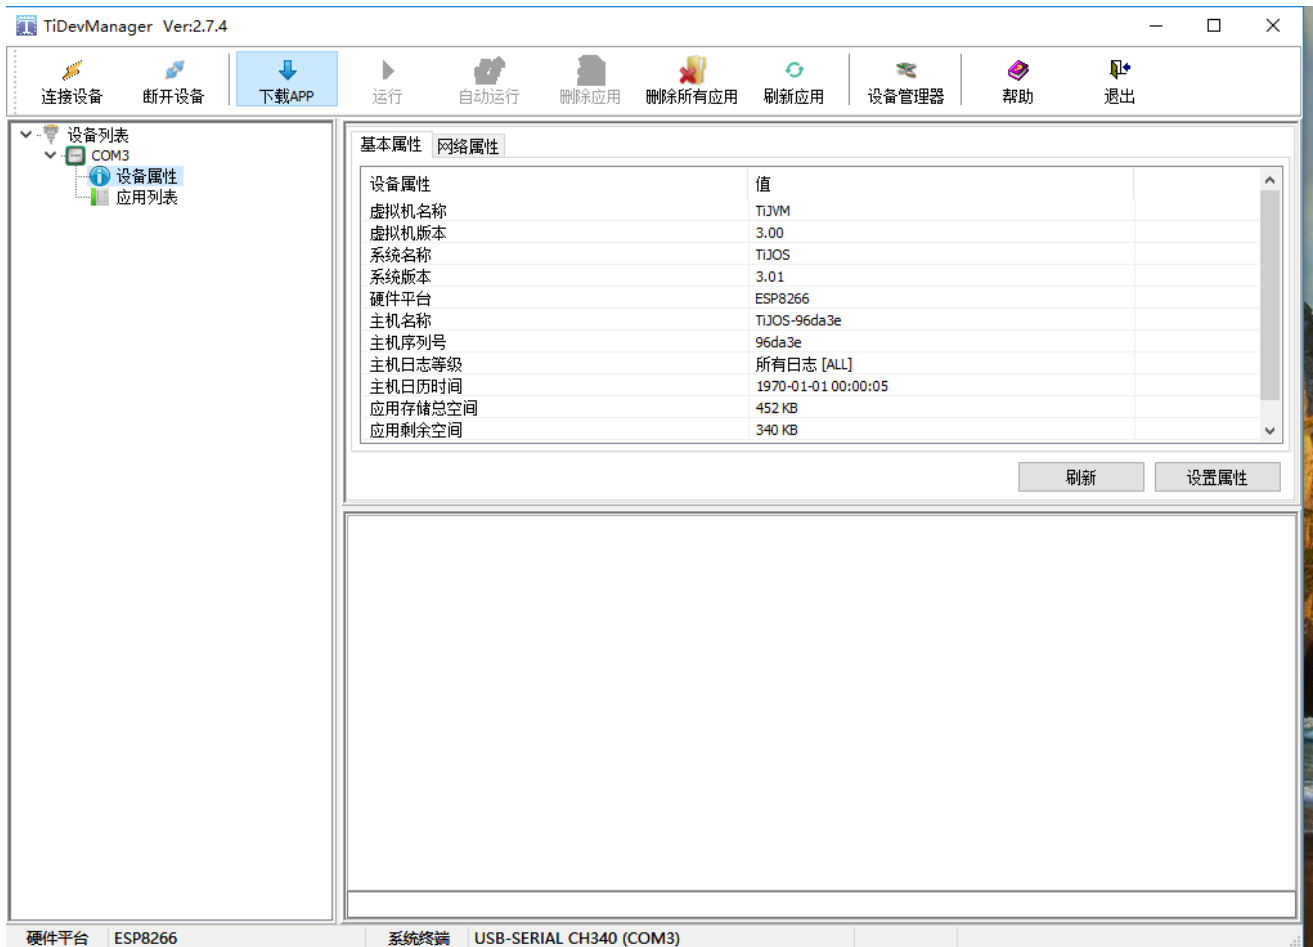 TiDevManager Ver:2.7.4
连接设备 断开设备 下载APP 运行 自动运行 删除应用 删除所有应用 刷新应用 设备管理器 帮助 退出
设备列表
COM3
设备属性
应用列表
基本属性 网络属性
设备属性 值
虚拟机名称 TiJVM
虚拟机版本 3.00
系统名称 TiJOS
系统版本 3.01
硬件平台 ESP8266
主机名称 TiJOS-96da3e
主机序列号 96da3e
主机日志等级 所有日志 [ALL]
主机日历时间 1970-01-01 00:00:05
应用存储总空间 452 KB
应用剩余空间 340 KB
刷新 设置属性
硬件平台 ESP8266 系统终端 USB-SERIAL CH340 (COM3)